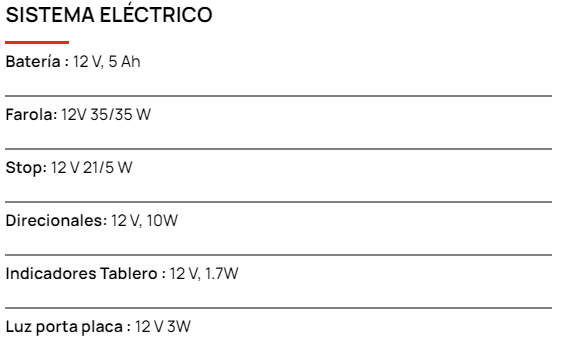 SISTEMA ELÉCTRICO
Batería : 12 V, 5 Ah
Farola: 12V 35/35 W
Stop: 12 V 21/5 W
Direcionales: 12 V, 10W
Indicadores Tablero : 12 V, 1.7W
Luz porta placa : 12 V 3W